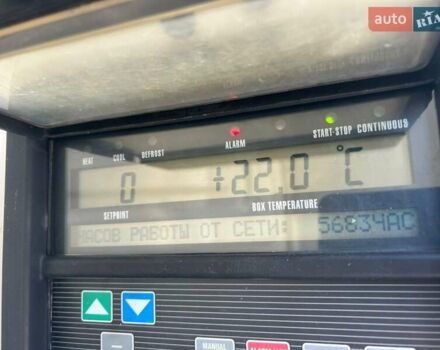 auto RIA
HEAT COOL DEFROST ALARM START-STOP CONTINUOUS
0 +22.0 °C
SETPOINT BOX TEMPERATURE
ЧАСОВ РАБОТЫ ОТ СЕТИ: 56834ЧАС
MANUAL